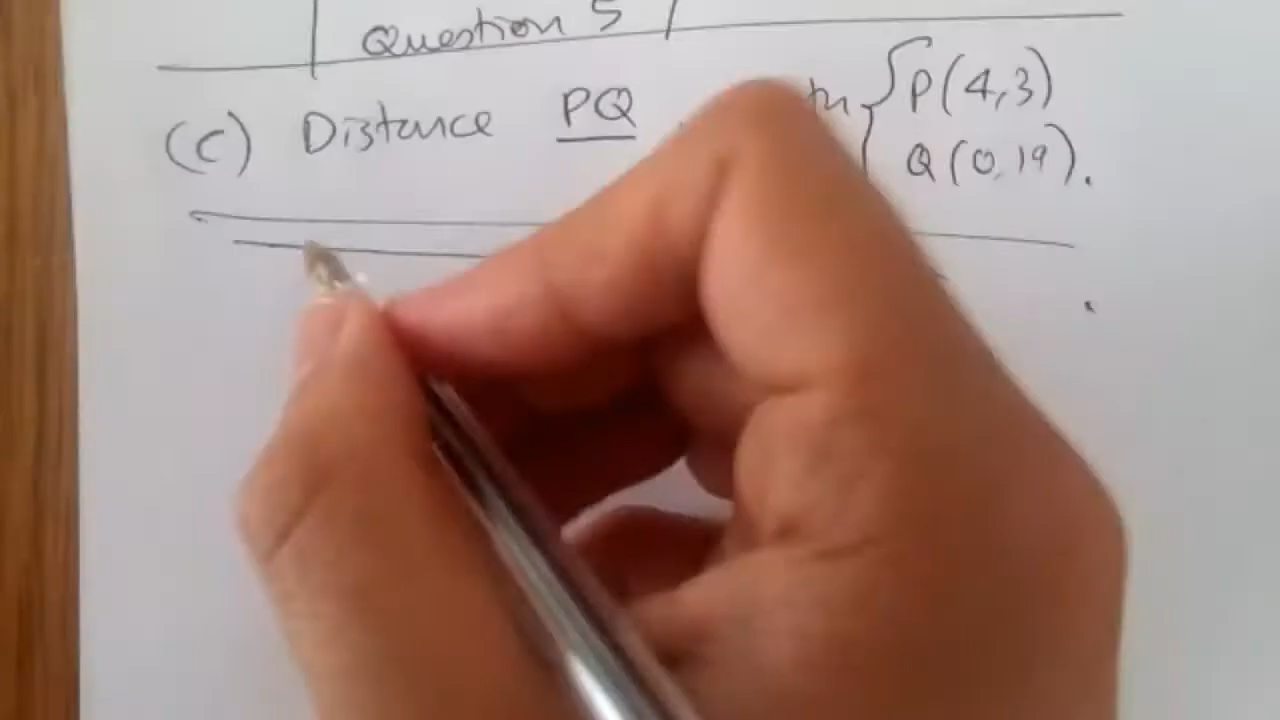 Question 5
(c) Distance PQ P(4,3)
Q(0,19).